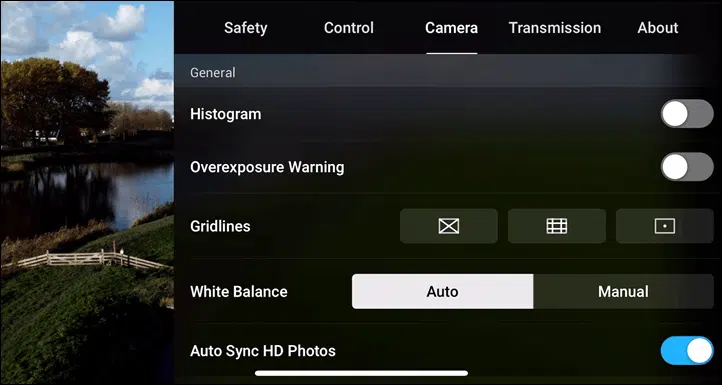 Safety Control Camera Transmission About
General
Histogram
Overexposure Warning
Gridlines
White Balance Auto Manual
Auto Sync HD Photos